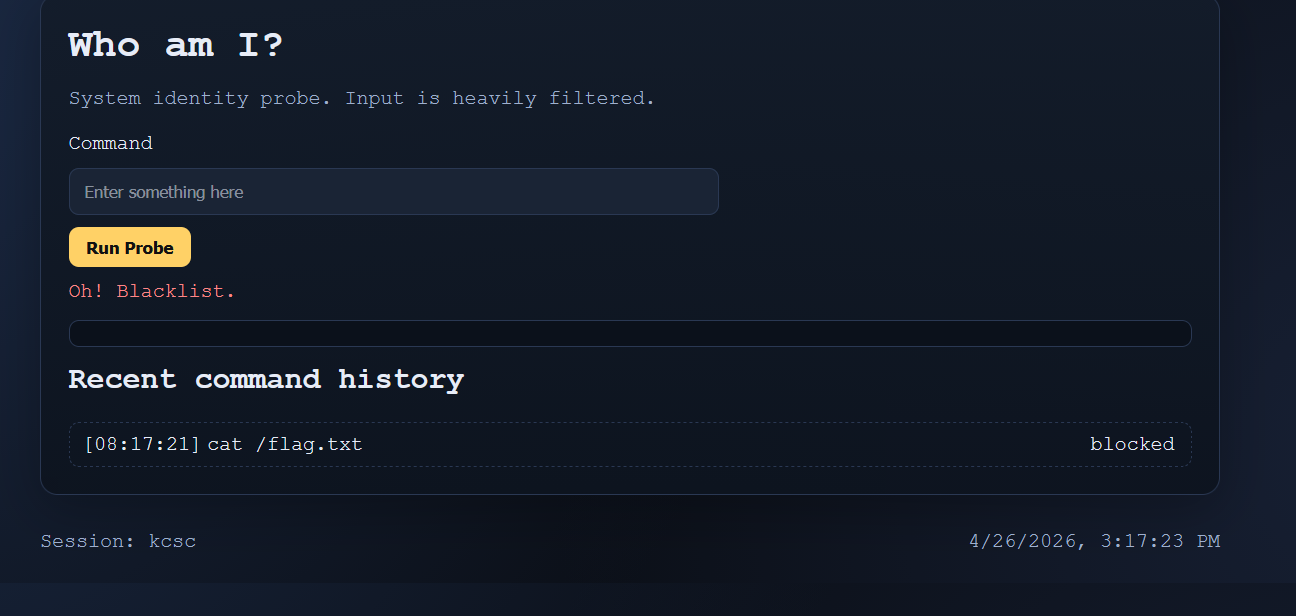 Who am I?
System identity probe. Input is heavily filtered.
Command
Enter something here
Run Probe
Oh! Blacklist.
Recent command history
[08:17:21] cat /flag.txt blocked
Session: kcsc 4/26/2026, 3:17:23 PM